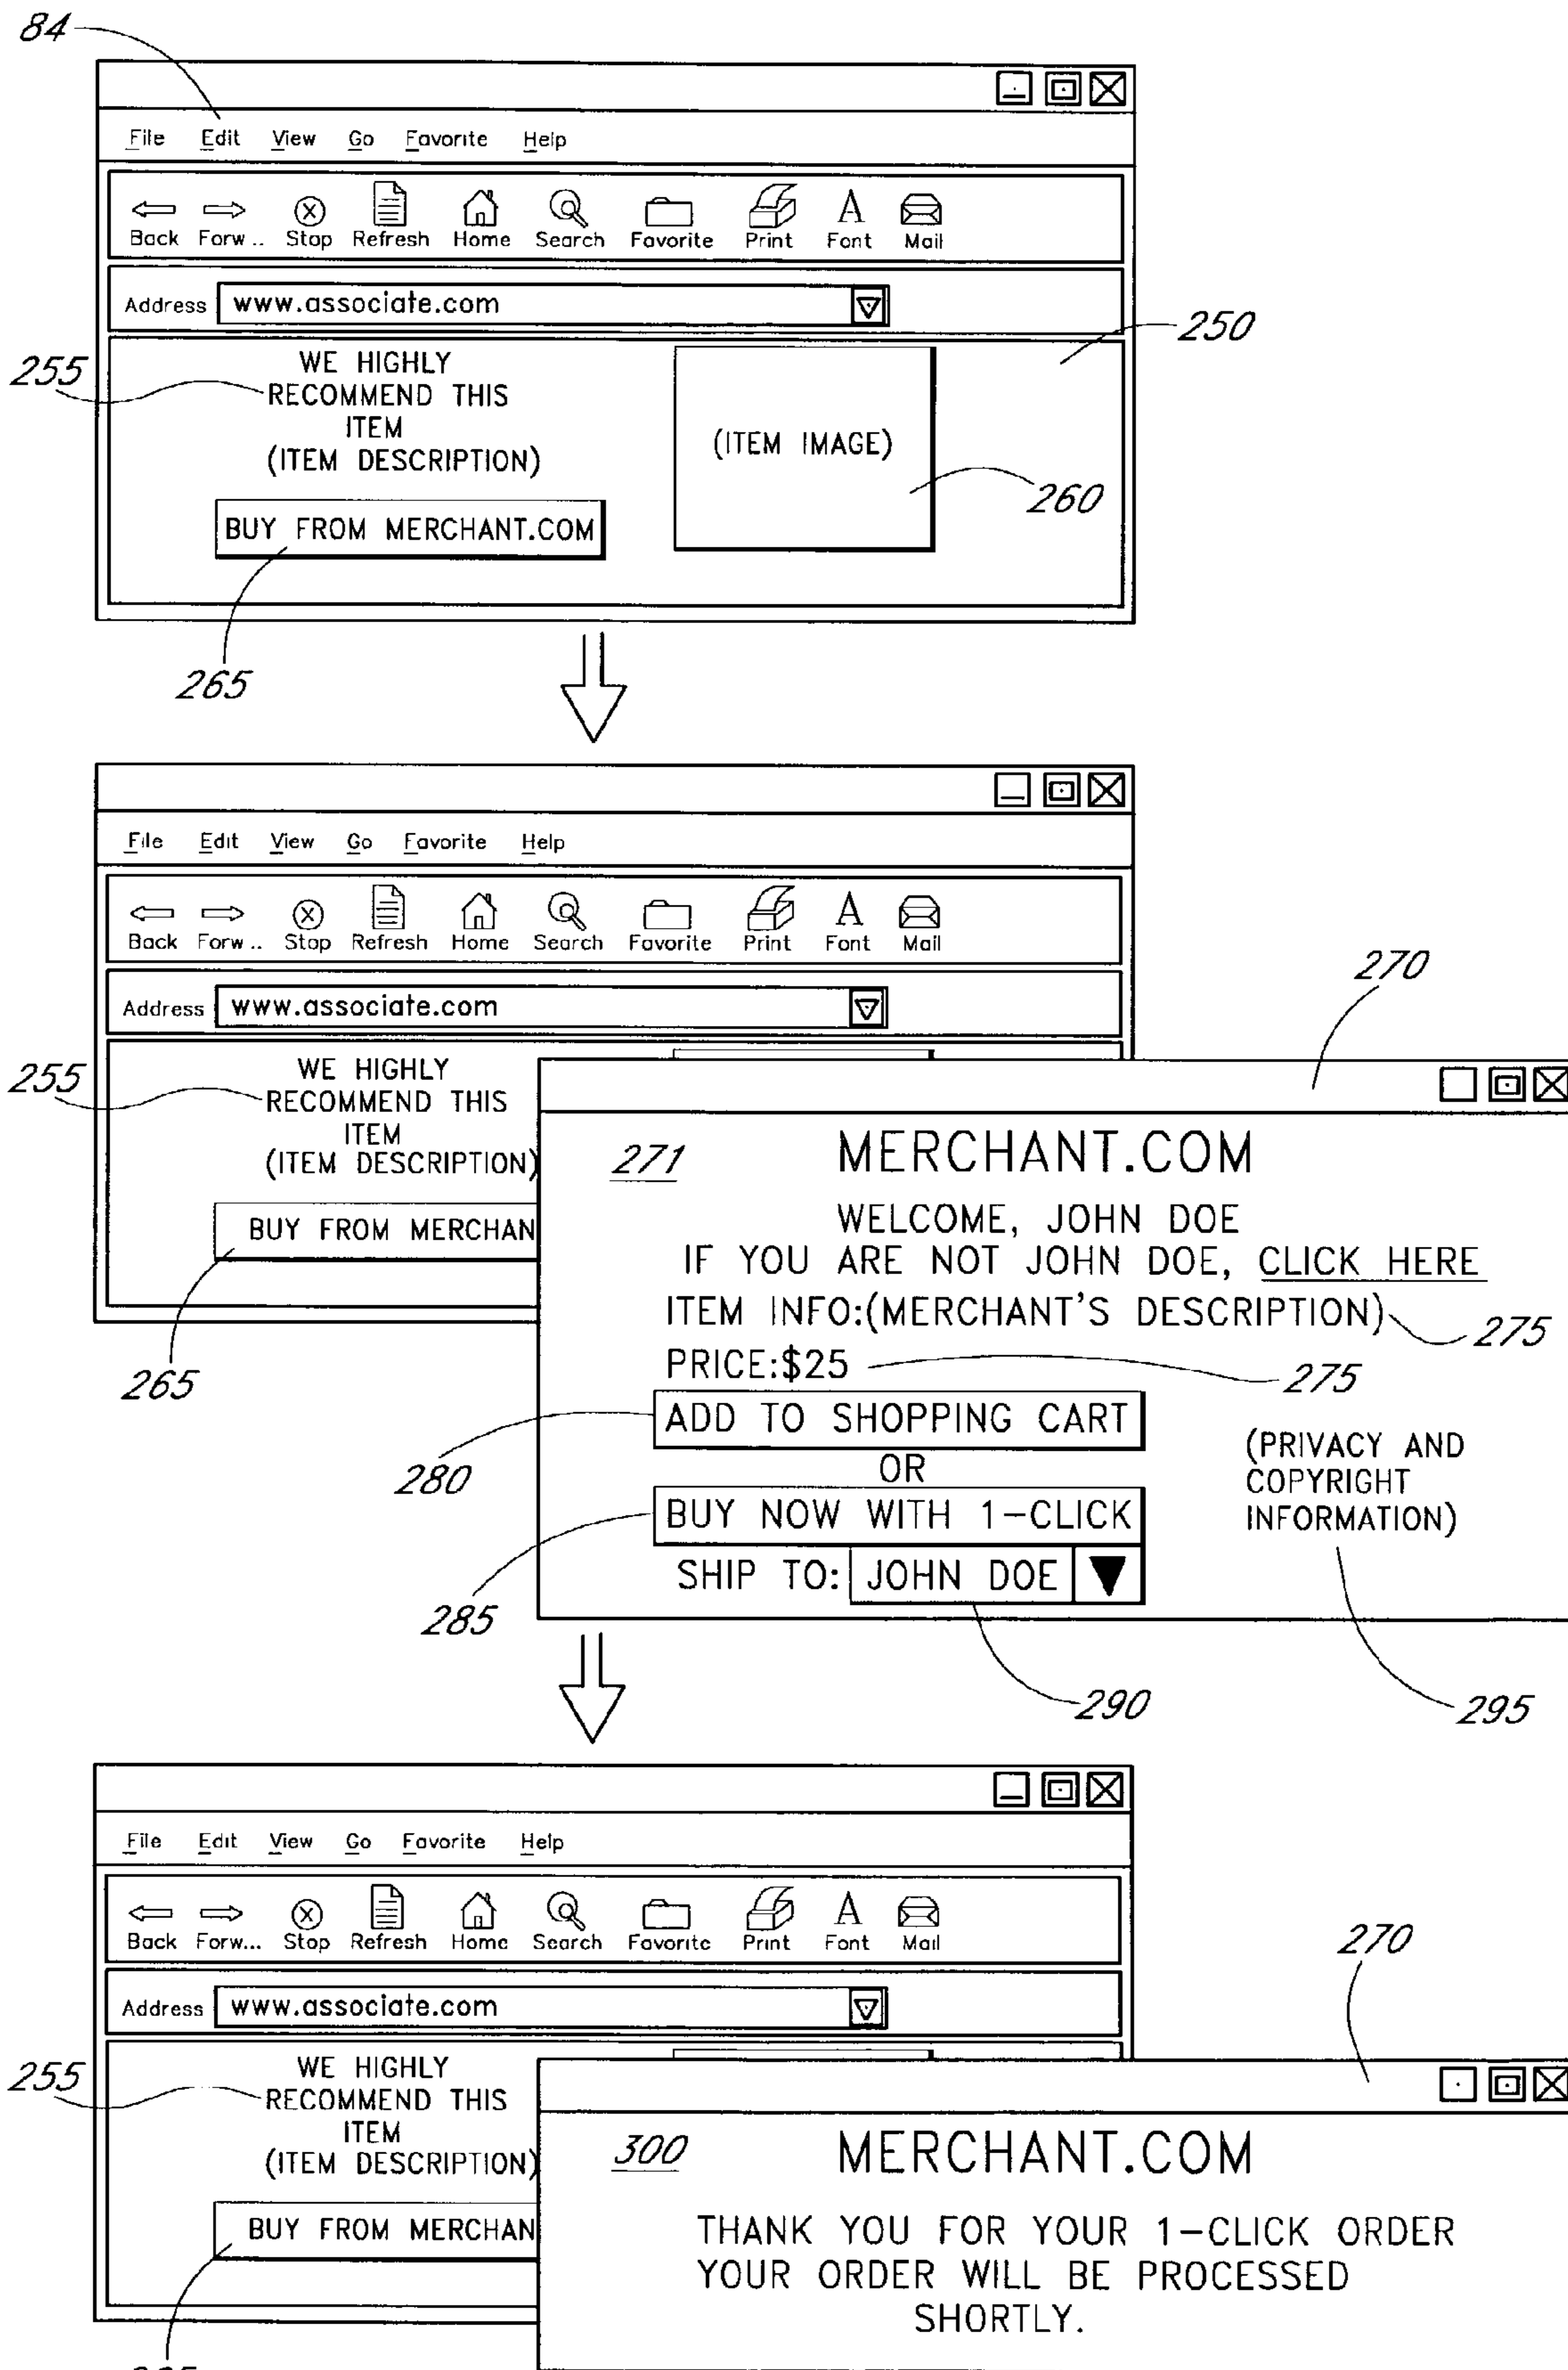 84
File Edit View Go Favorite Help
Back Forw .. Stop Refresh Home Search Favorite Print Font Mail
Address www.associate.com
250
255
WE HIGHLY
RECOMMEND THIS
ITEM
(ITEM DESCRIPTION)
(ITEM IMAGE)
260
BUY FROM MERCHANT.COM
265
File Edit View Go Favorite Help
Back Forw .. Stop Refresh Home Search Favorite Print Font Mail
270
Address www.associate.com
255
WE HIGHLY
RECOMMEND THIS
ITEM
(ITEM DESCRIPTION)
BUY FROM MERCHAN
265
271
MERCHANT.COM
WELCOME, JOHN DOE
IF YOU ARE NOT JOHN DOE, CLICK HERE
ITEM INFO:(MERCHANT'S DESCRIPTION)
275
PRICE:$25
275
ADD TO SHOPPING CART
280
OR
BUY NOW WITH 1-CLICK
285
SHIP TO: JOHN DOE
290
(PRIVACY AND
COPYRIGHT
INFORMATION)
295
File Edit View Go Favorite Help
Back Forw... Stop Refresh Home Search Favorite Print Font Mail
270
Address www.associate.com
255
WE HIGHLY
RECOMMEND THIS
ITEM
(ITEM DESCRIPTION)
BUY FROM MERCHAN
300
MERCHANT.COM
THANK YOU FOR YOUR 1-CLICK ORDER
YOUR ORDER WILL BE PROCESSED
SHORTLY.